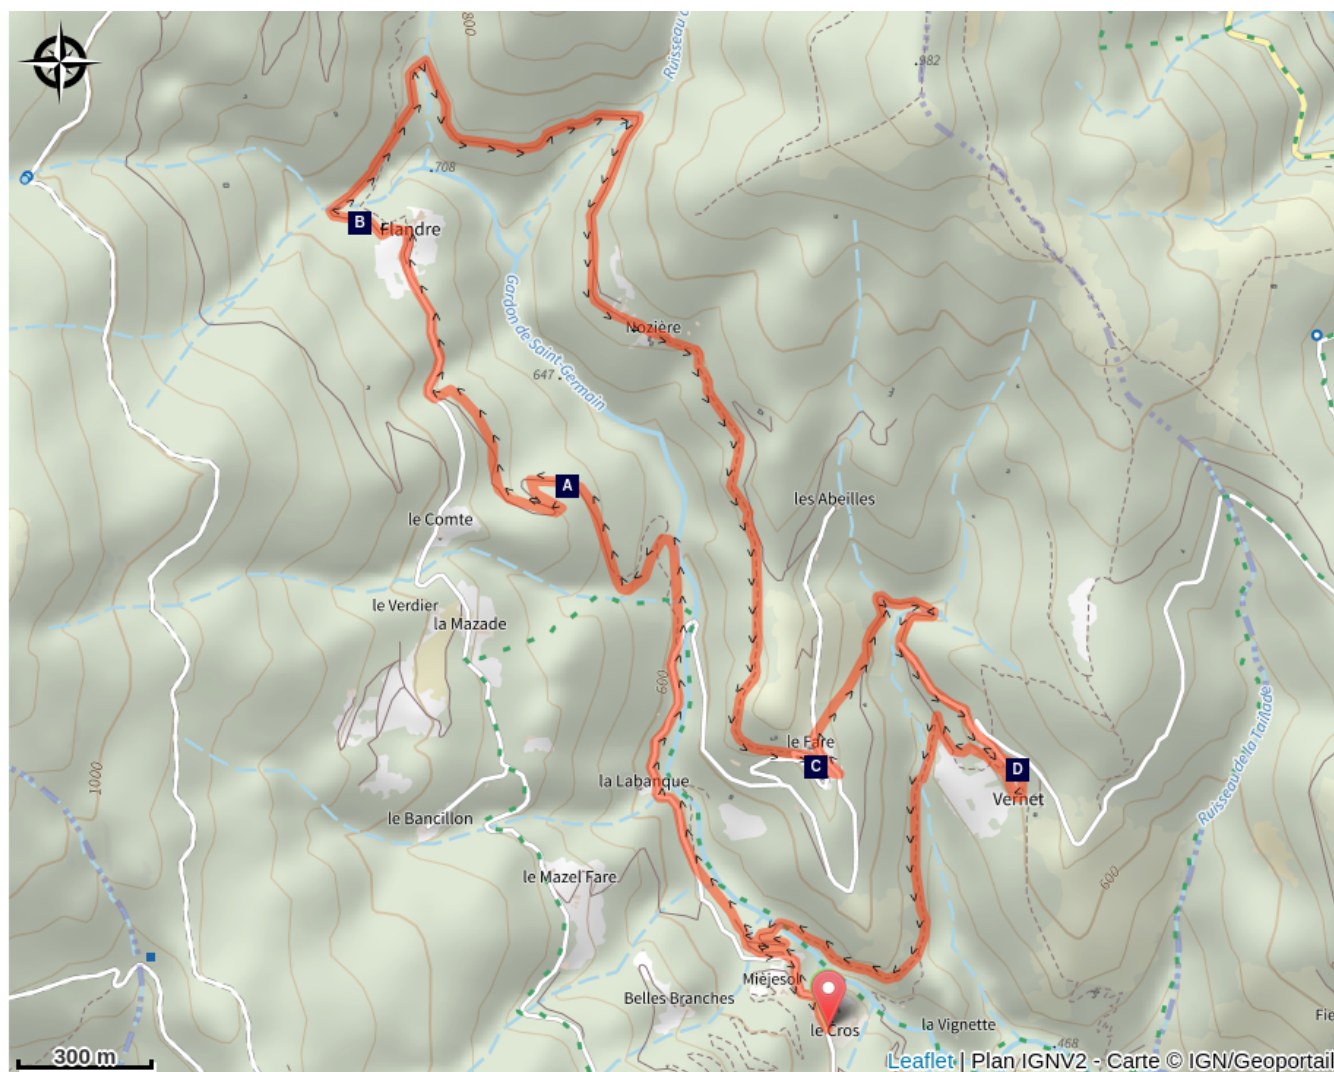 800
Ruisseau
982
708
B
Flandre
Gardon de Saint-Germain
Nozière
647
A
les Abeilles
le Comte
le Verdier
la Mazade
600
le Fare
C
D
la Labanque
Vernet
Ruisseau de la Taillade
1000
le Bancillon
le Mazel Fare
600
Miejesol
Belles Branches
la Vignette
le Cros
Fie
468
300 m
Leaflet | Plan IGNV2 - Carte © IGN/Geoportail